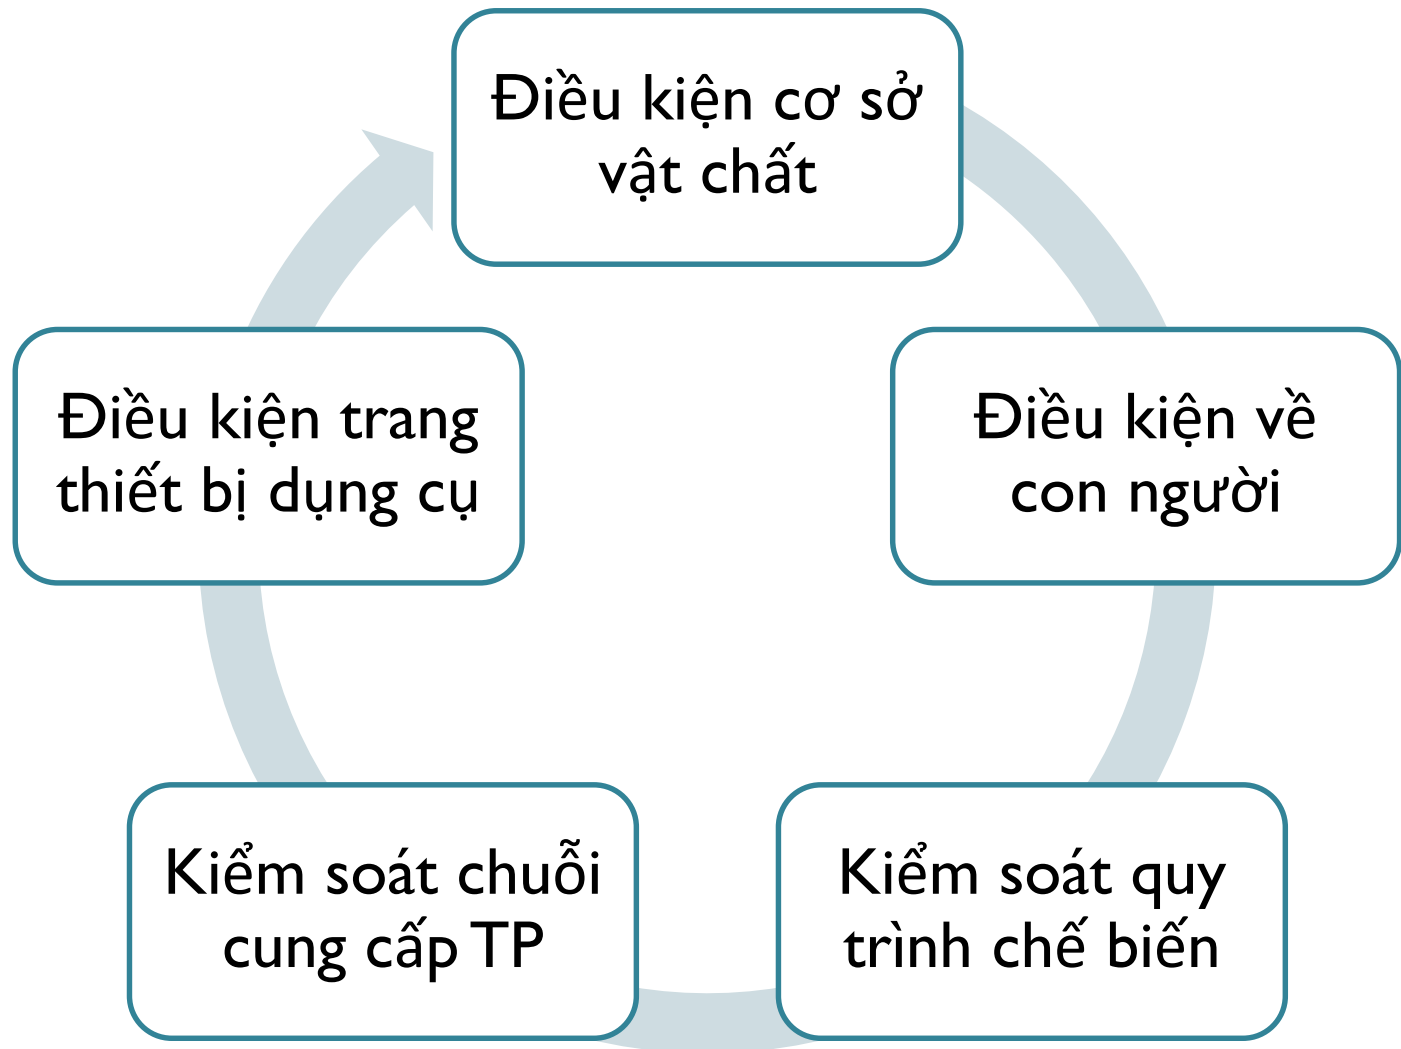 Điều kiện cơ sở
vật chất
Điều kiện trang
thiết bị dụng cụ
Điều kiện về
con người
Kiểm soát chuỗi
cung cấp TP
Kiểm soát quy
trình chế biến